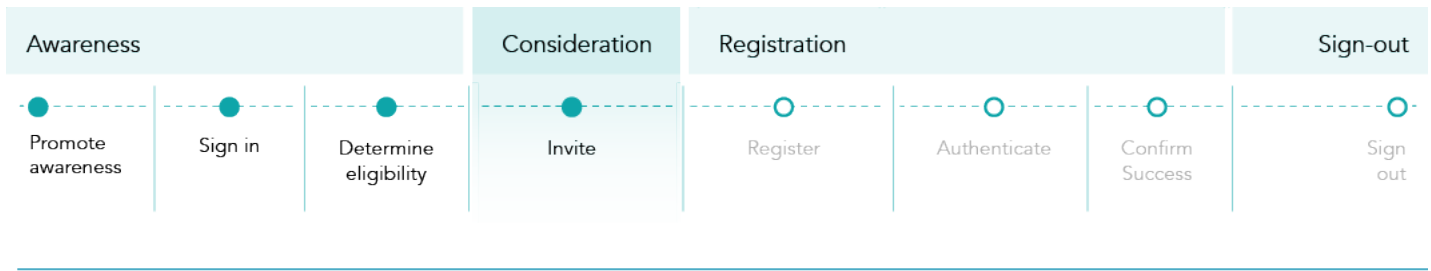 Awareness
Consideration
Registration
Sign-out
Promote
awareness
Sign in
Determine
eligibility
Invite
Register
Authenticate
Confirm
Success
Sign
out